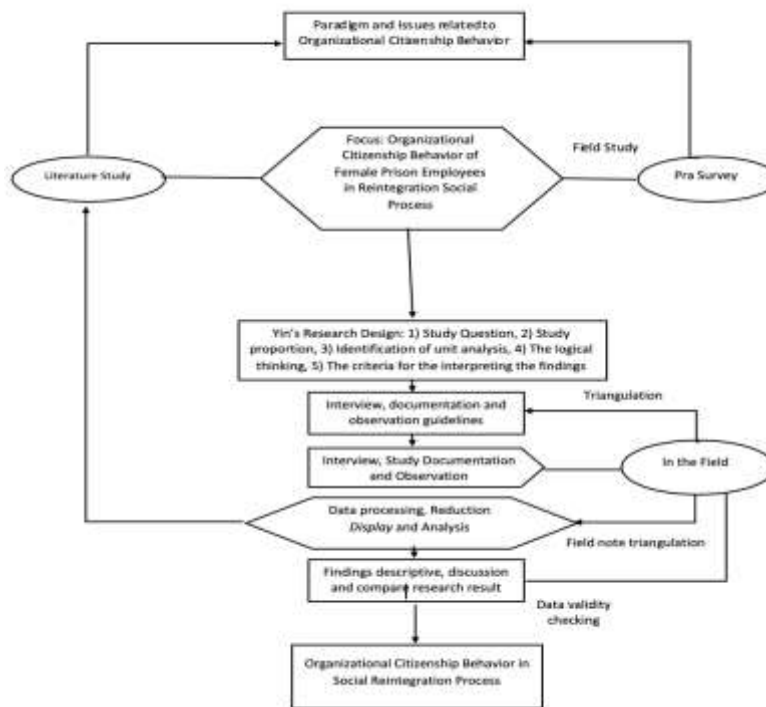 Paradigm and Issues related to
Organizational Citizenship Behavior
Focus: Organizational
Citizenship Behavior of
Female Prison Employees
in Reintegration Social
Process
Field Study
Literature Study
Pra Survey
Yin's Research Design: 1) Study Question, 2) Study
proportion, 3) Identification of unit analysis, 4) The logical
thinking, 5) The criteria for the interpreting the findings
Interview, documentation and
observation guidelines
Triangulation
Interview, Study Documentation
and Observation
In the Field
Data processing, Reduction
Display and Analysis
Field note triangulation
Findings descriptive, discussion
and compare research result
Data validity
checking
Organizational Citizenship Behavior in
Social Reintegration Process